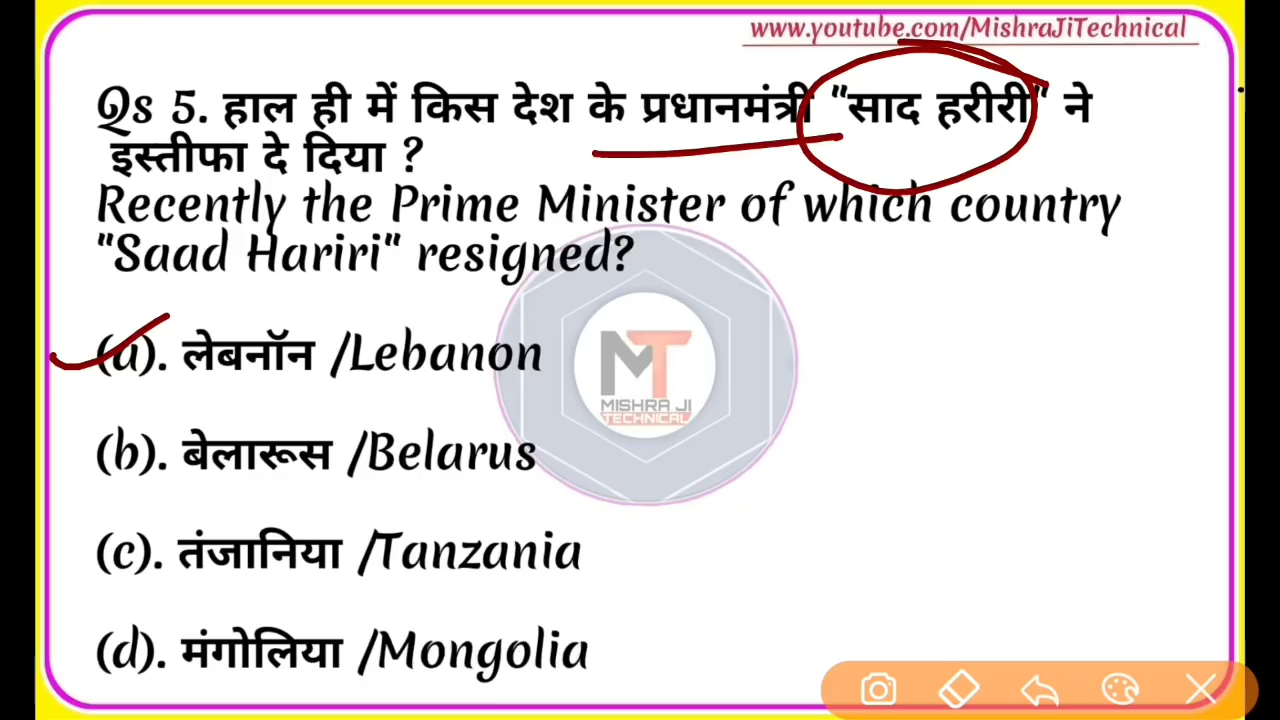 www.youtube.com/MishraJiTechnical
Qs 5. हाल ही में किस देश के प्रधानमंत्री "साद हरीरी" ने
इस्तीफा दे दिया ?
Recently the Prime Minister of which country
"Saad Hariri" resigned?
(a). लेबनॉन /Lebanon
MT
MISHRA JI
TECHNICAL
(b). बेलारूस /Belarus
(c). तंजानिया /Tanzania
(d). मंगोलिया /Mongolia